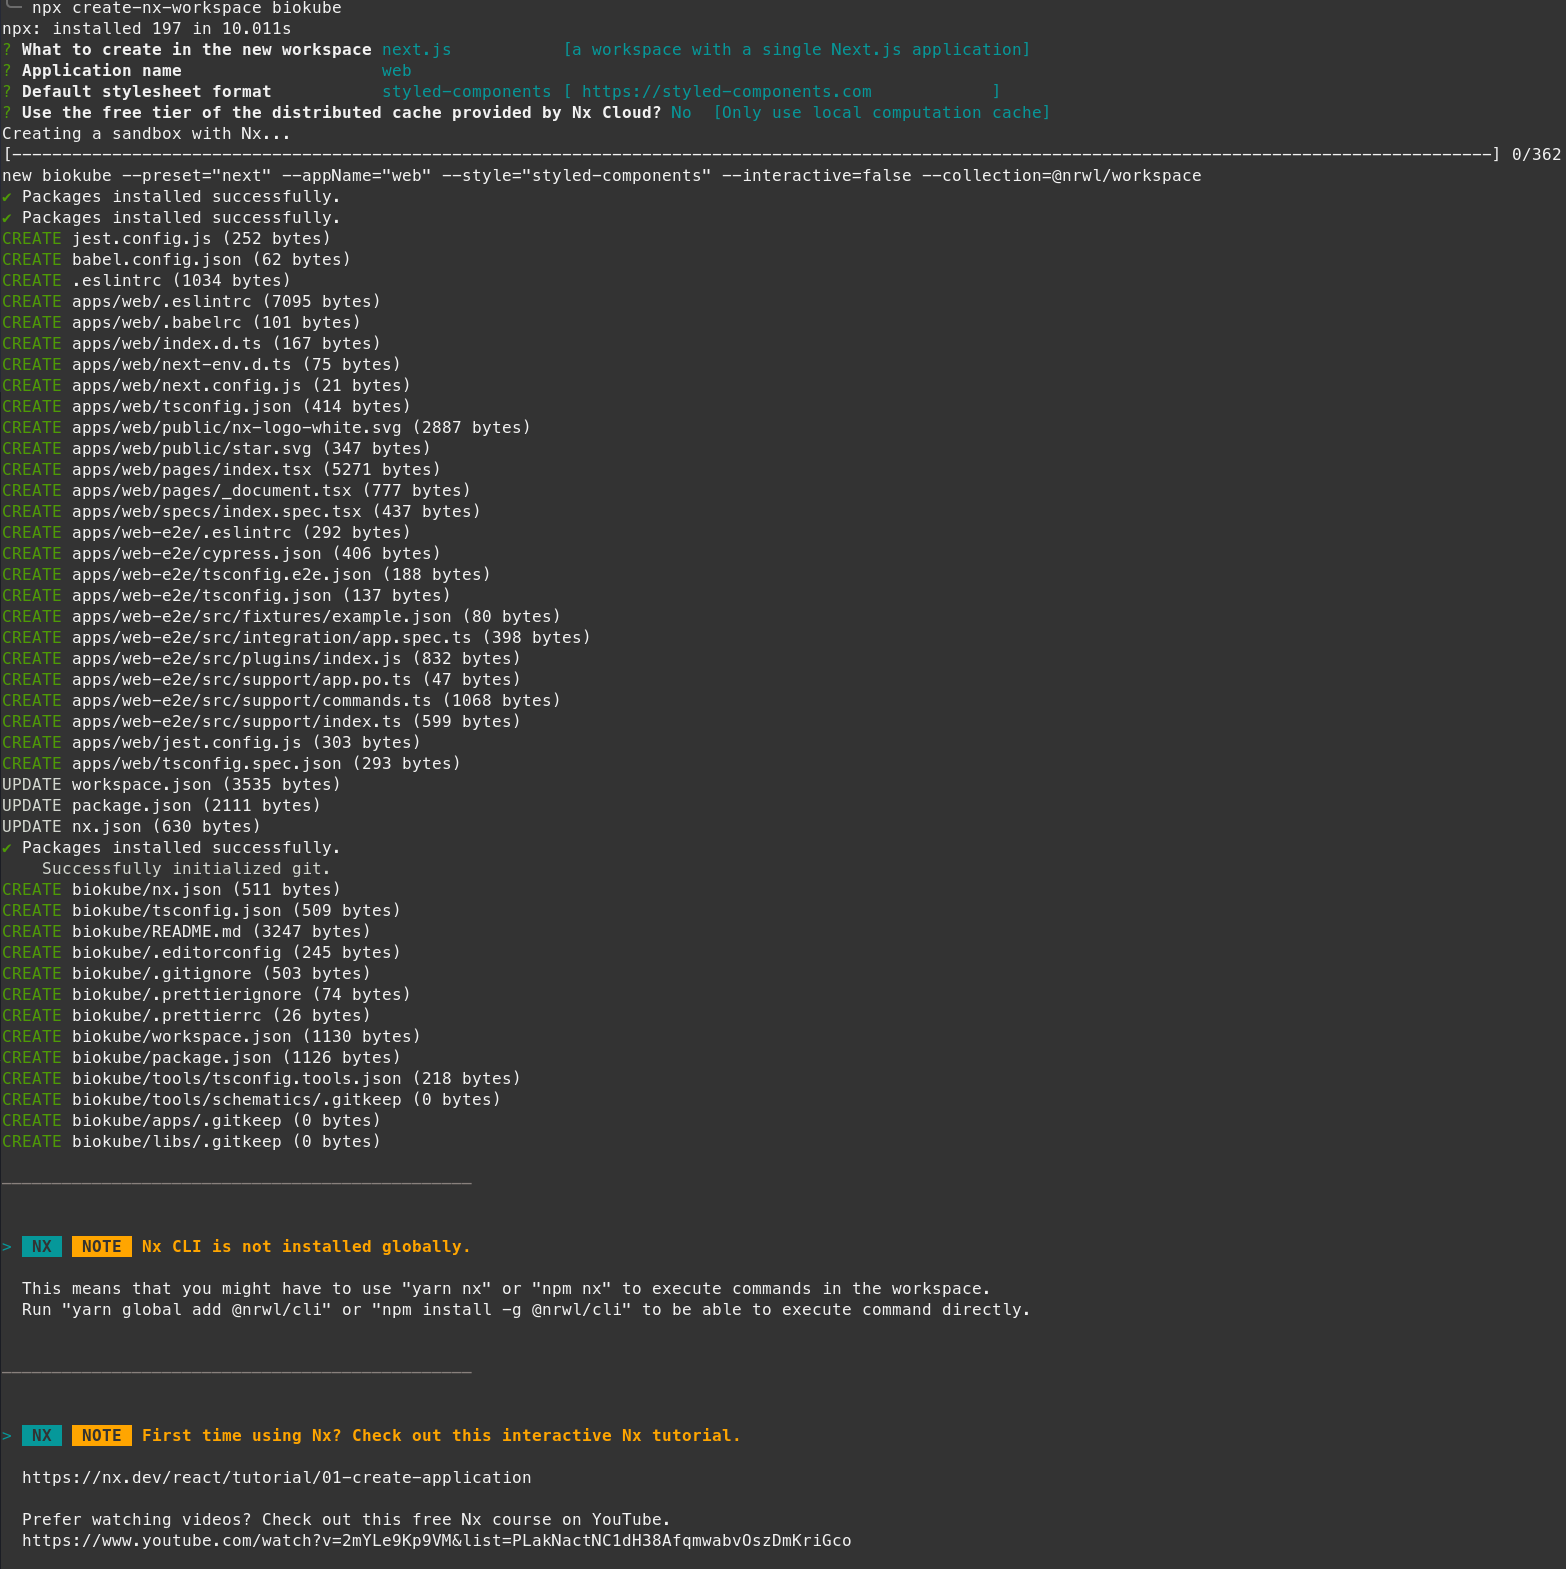 ╰─ npx create-nx-workspace biokube
npx: installed 197 in 10.011s
? What to create in the new workspace next.js           [a workspace with a single Next.js application]
? Application name                    web
? Default stylesheet format           styled-components [ https://styled-components.com            ]
? Use the free tier of the distributed cache provided by Nx Cloud? No  [Only use local computation cache]
Creating a sandbox with Nx...
[----------------------------------------------------------------------------------------------------------------------------------------------------] 0/362
new biokube --preset="next" --appName="web" --style="styled-components" --interactive=false --collection=@nrwl/workspace
✔ Packages installed successfully.
✔ Packages installed successfully.
CREATE jest.config.js (252 bytes)
CREATE babel.config.json (62 bytes)
CREATE .eslintrc (1034 bytes)
CREATE apps/web/.eslintrc (7095 bytes)
CREATE apps/web/.babelrc (101 bytes)
CREATE apps/web/index.d.ts (167 bytes)
CREATE apps/web/next-env.d.ts (75 bytes)
CREATE apps/web/next.config.js (21 bytes)
CREATE apps/web/tsconfig.json (414 bytes)
CREATE apps/web/public/nx-logo-white.svg (2887 bytes)
CREATE apps/web/public/star.svg (347 bytes)
CREATE apps/web/pages/index.tsx (5271 bytes)
CREATE apps/web/pages/_document.tsx (777 bytes)
CREATE apps/web/specs/index.spec.tsx (437 bytes)
CREATE apps/web-e2e/.eslintrc (292 bytes)
CREATE apps/web-e2e/cypress.json (406 bytes)
CREATE apps/web-e2e/tsconfig.e2e.json (188 bytes)
CREATE apps/web-e2e/tsconfig.json (137 bytes)
CREATE apps/web-e2e/src/fixtures/example.json (80 bytes)
CREATE apps/web-e2e/src/integration/app.spec.ts (398 bytes)
CREATE apps/web-e2e/src/plugins/index.js (832 bytes)
CREATE apps/web-e2e/src/support/app.po.ts (47 bytes)
CREATE apps/web-e2e/src/support/commands.ts (1068 bytes)
CREATE apps/web-e2e/src/support/index.ts (599 bytes)
CREATE apps/web/jest.config.js (303 bytes)
CREATE apps/web/tsconfig.spec.json (293 bytes)
UPDATE workspace.json (3535 bytes)
UPDATE package.json (2111 bytes)
UPDATE nx.json (630 bytes)
✔ Packages installed successfully.
    Successfully initialized git.
CREATE biokube/nx.json (511 bytes)
CREATE biokube/tsconfig.json (509 bytes)
CREATE biokube/README.md (3247 bytes)
CREATE biokube/.editorconfig (245 bytes)
CREATE biokube/.gitignore (503 bytes)
CREATE biokube/.prettierignore (74 bytes)
CREATE biokube/.prettierrc (26 bytes)
CREATE biokube/workspace.json (1130 bytes)
CREATE biokube/package.json (1126 bytes)
CREATE biokube/tools/tsconfig.tools.json (218 bytes)
CREATE biokube/tools/schematics/.gitkeep (0 bytes)
CREATE biokube/apps/.gitkeep (0 bytes)
CREATE biokube/libs/.gitkeep (0 bytes)
> NX NOTE Nx CLI is not installed globally.
This means that you might have to use "yarn nx" or "npm nx" to execute commands in the workspace.
Run "yarn global add @nrwl/cli" or "npm install -g @nrwl/cli" to be able to execute command directly.
> NX NOTE First time using Nx? Check out this interactive Nx tutorial.
https://nx.dev/react/tutorial/01-create-application
Prefer watching videos? Check out this free Nx course on YouTube.
https://www.youtube.com/watch?v=2mYLe9Kp9VM&list=PLakNactNC1dH38AfqmwabvOszDmKriGco